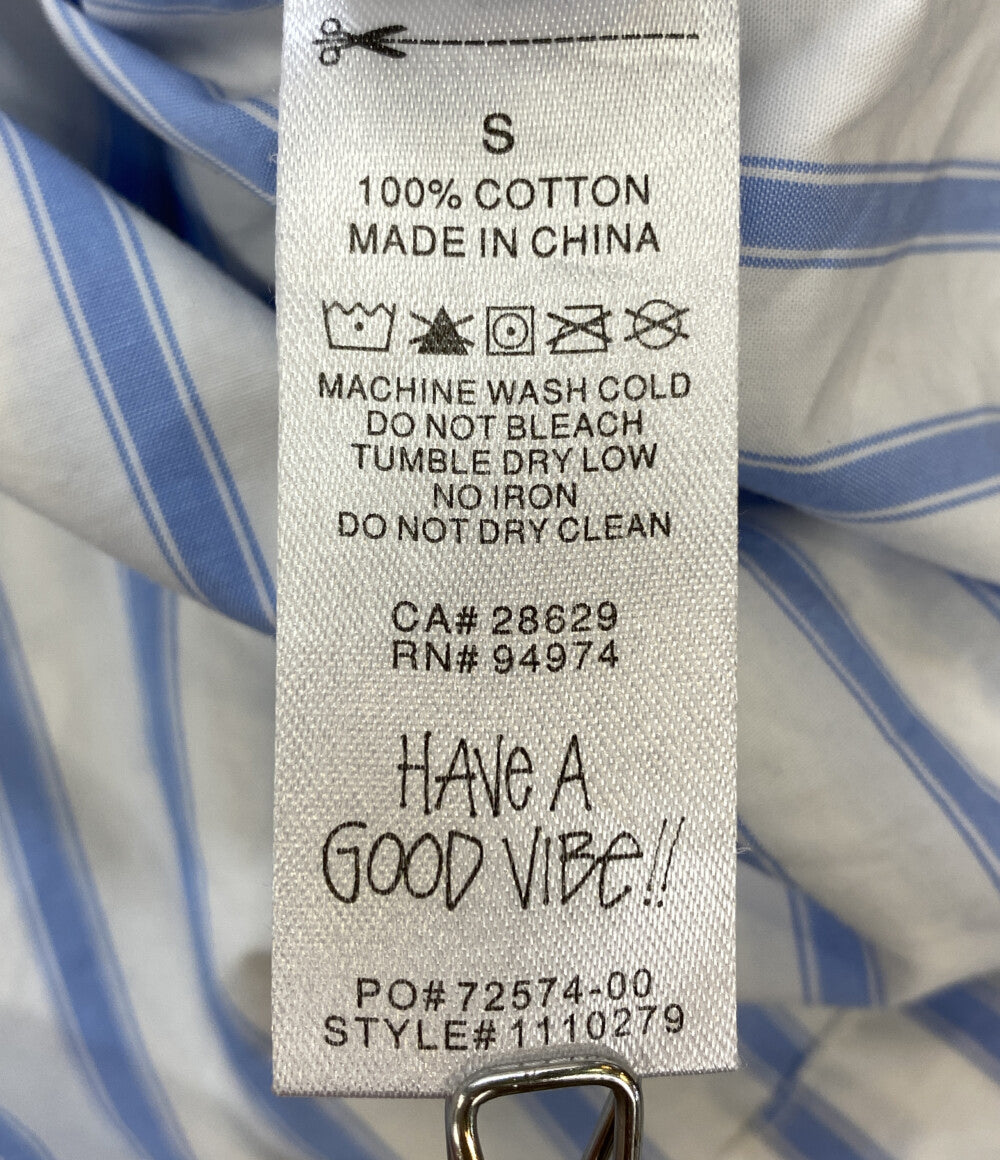 S
100% COTTON
MADE IN CHINA
MACHINE WASH COLD
DO NOT BLEACH
TUMBLE DRY LOW
NO IRON
DO NOT DRY CLEAN
CA# 28629
RN# 94974
HAVe A
GOOD VIBe!!
PO# 72574-00
STYLE# 1110279